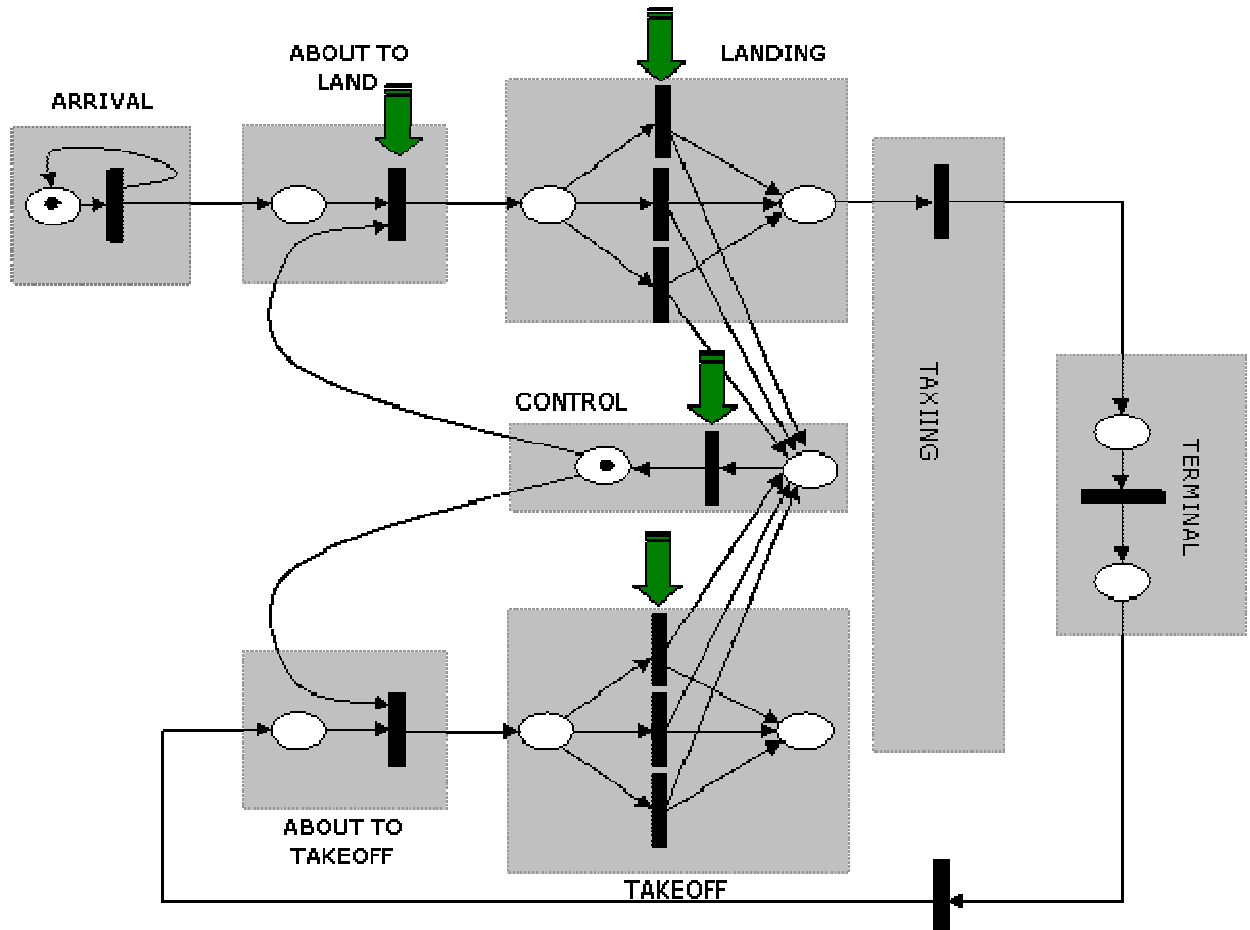 ABOUT TO
LAND
LANDING
ARRIVAL
CONTROL
TAXIING
TERMINAL
ABOUT TO
TAKEOFF
TAKEOFF